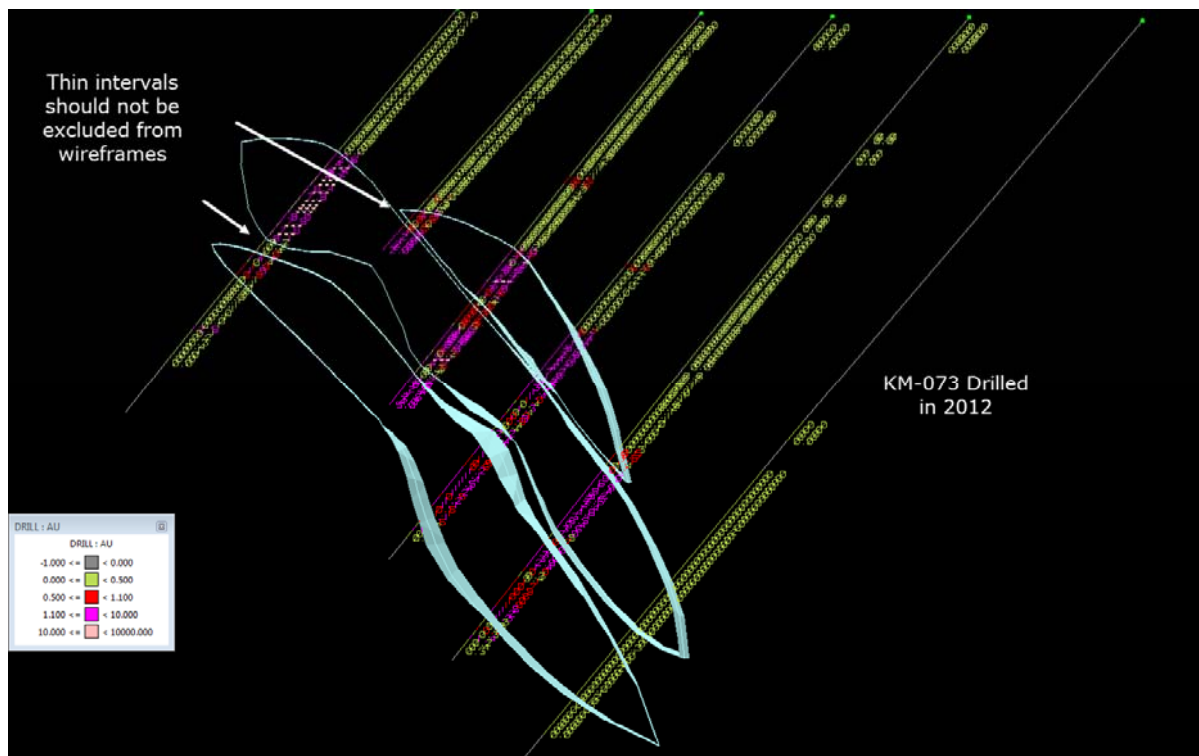 Thin intervals
should not be
excluded from
wireframes
KM-073 Drilled
in 2012
DRILL : AU
DRILL : AU
-1.000 <= < 0.000
0.000 <= < 0.500
0.500 <= < 1.100
1.100 <= < 10.000
10.000 <= < 10000.000